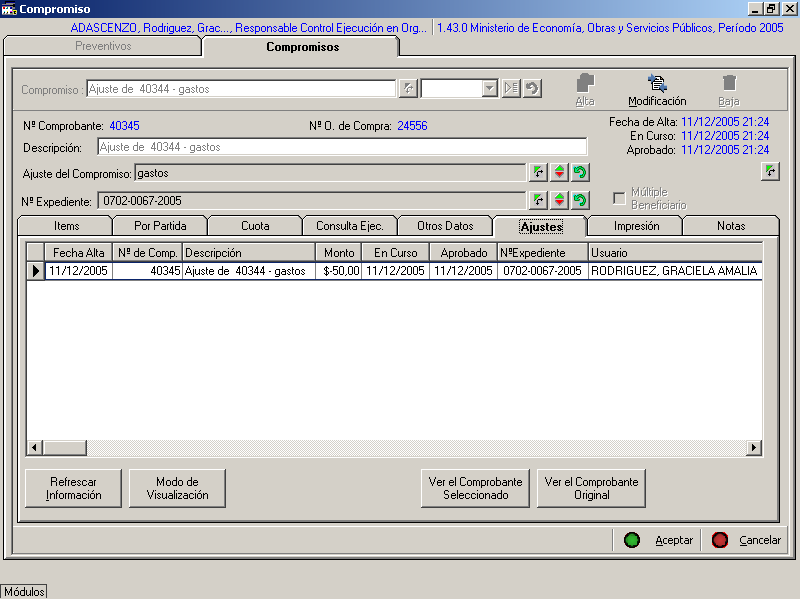 Compromiso
ADASCENZO, Rodriguez, Grac..., Responsable Control Ejecución en Org... 1.43.0 Ministerio de Economía, Obras y Servicios Públicos, Período 2005
Preventivos Compromisos
Compromiso : Ajuste de 40344 - gastos
Alta Modificación Baja
Nº Comprobante: 40345 Nº O. de Compra: 24556
Fecha de Alta: 11/12/2005 21:24
En Curso: 11/12/2005 21:24
Aprobado: 11/12/2005 21:24
Descripción: Ajuste de 40344 - gastos
Ajuste del Compromiso: gastos
Nº Expediente: 0702-0067-2005
Múltiple
Beneficiario
Items Por Partida Cuota Consulta Ejec. Otros Datos Ajustes Impresión Notas
Fecha Alta Nº de Comp. Descripción Monto En Curso Aprobado NºExpediente Usuario
11/12/2005 40345 Ajuste de 40344 - gastos $-50,00 11/12/2005 11/12/2005 0702-0067-2005 RODRIGUEZ, GRACIELA AMALIA
Refrescar
Información
Modo de
Visualización
Ver el Comprobante
Seleccionado
Ver el Comprobante
Original
Aceptar Cancelar
Módulos